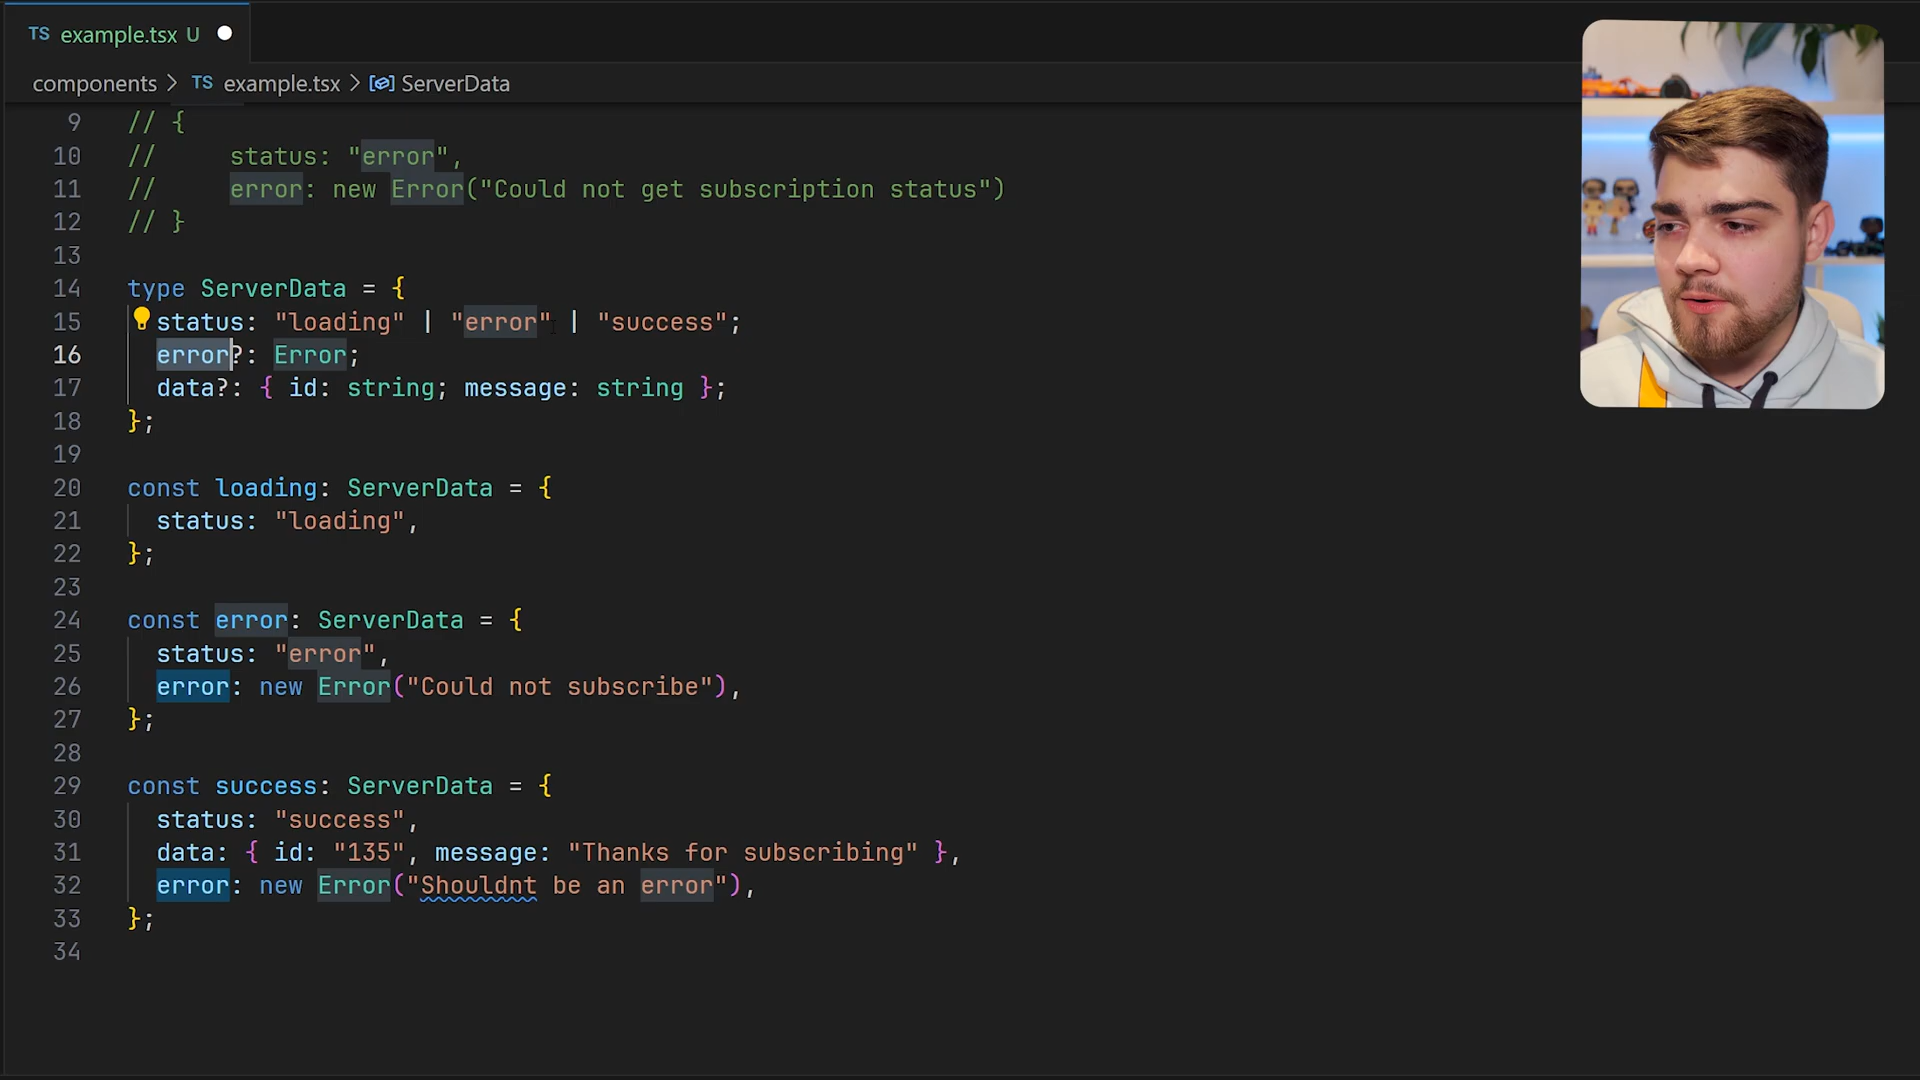 TS example.tsx U
components > TS example.tsx > ServerData
9 // {
10 //     status: "error",
11 //     error: new Error("Could not get subscription status")
12 // }
13
14 type ServerData = {
15   status: "loading" | "error" | "success";
16   error?: Error;
17   data?: { id: string; message: string };
18 };
19
20 const loading: ServerData = {
21   status: "loading",
22 };
23
24 const error: ServerData = {
25   status: "error",
26   error: new Error("Could not subscribe"),
27 };
28
29 const success: ServerData = {
30   status: "success",
31   data: { id: "135", message: "Thanks for subscribing" },
32   error: new Error("Shouldnt be an error"),
33 };
34